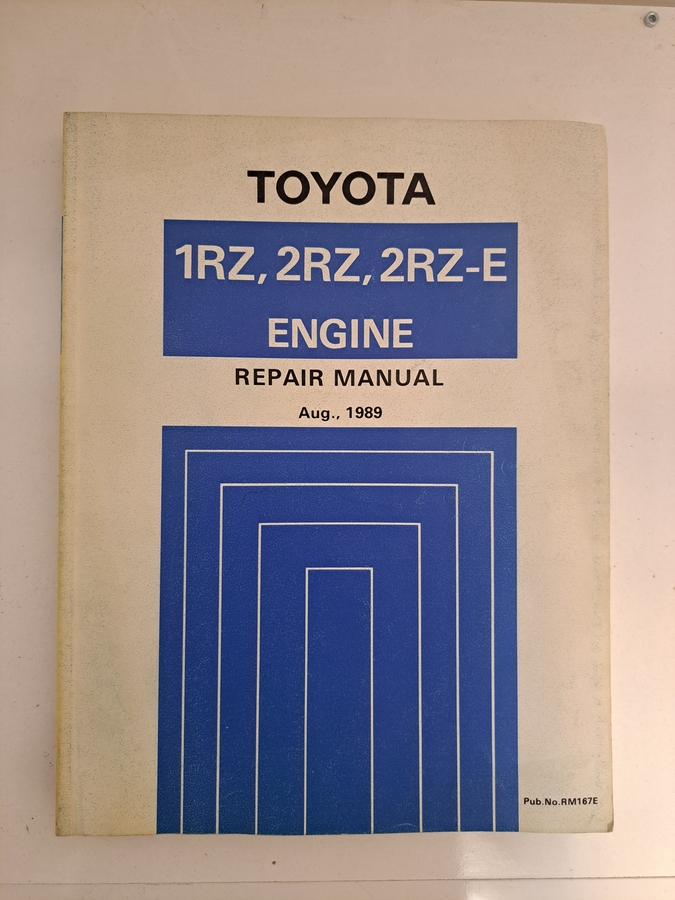 TOYOTA
1RZ, 2RZ, 2RZ-E
ENGINE
REPAIR MANUAL
Aug., 1989
Pub.No.RM167E